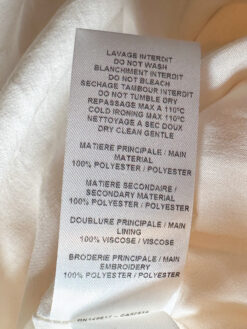 LAVAGE INTERDIT
DO NOT WASH
BLANCHIMENT INTERDIT
DO NOT BLEACH
SECHAGE TAMBOUR INTERDIT
DO NOT TUMBLE DRY
REPASSAGE MAX A 110°C
COLD IRONING MAX 110°C
NETTOYAGE A SEC DOUX
DRY CLEAN GENTLE
MATIERE PRINCIPALE / MAIN
MATERIAL
100% POLYESTER / POLYESTER
MATIERE SECONDAIRE /
SECONDARY MATERIAL
100% POLYESTER / POLYESTER
DOUBLURE PRINCIPALE / MAIN
LINING
100% VISCOSE / VISCOSE
BRODERIE PRINCIPALE / MAIN
EMBROIDERY
100% POLYESTER / POLYESTER